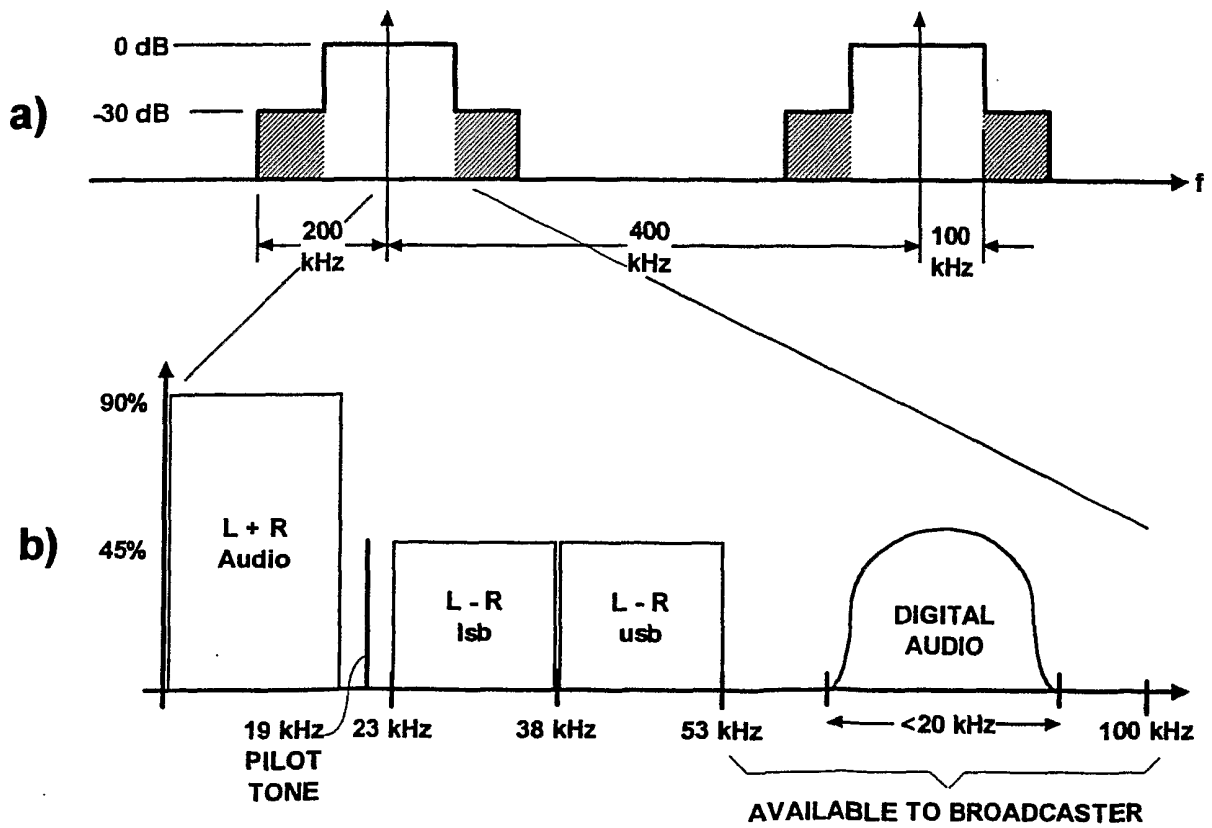 a)
0 dB
-30 dB
f
200
kHz
400
kHz
100
kHz
b)
90%
45%
L + R
Audio
L - R
lsb
L - R
usb
DIGITAL
AUDIO
19 kHz
PILOT
TONE
23 kHz
38 kHz
53 kHz
<20 kHz
100 kHz
AVAILABLE TO BROADCASTER